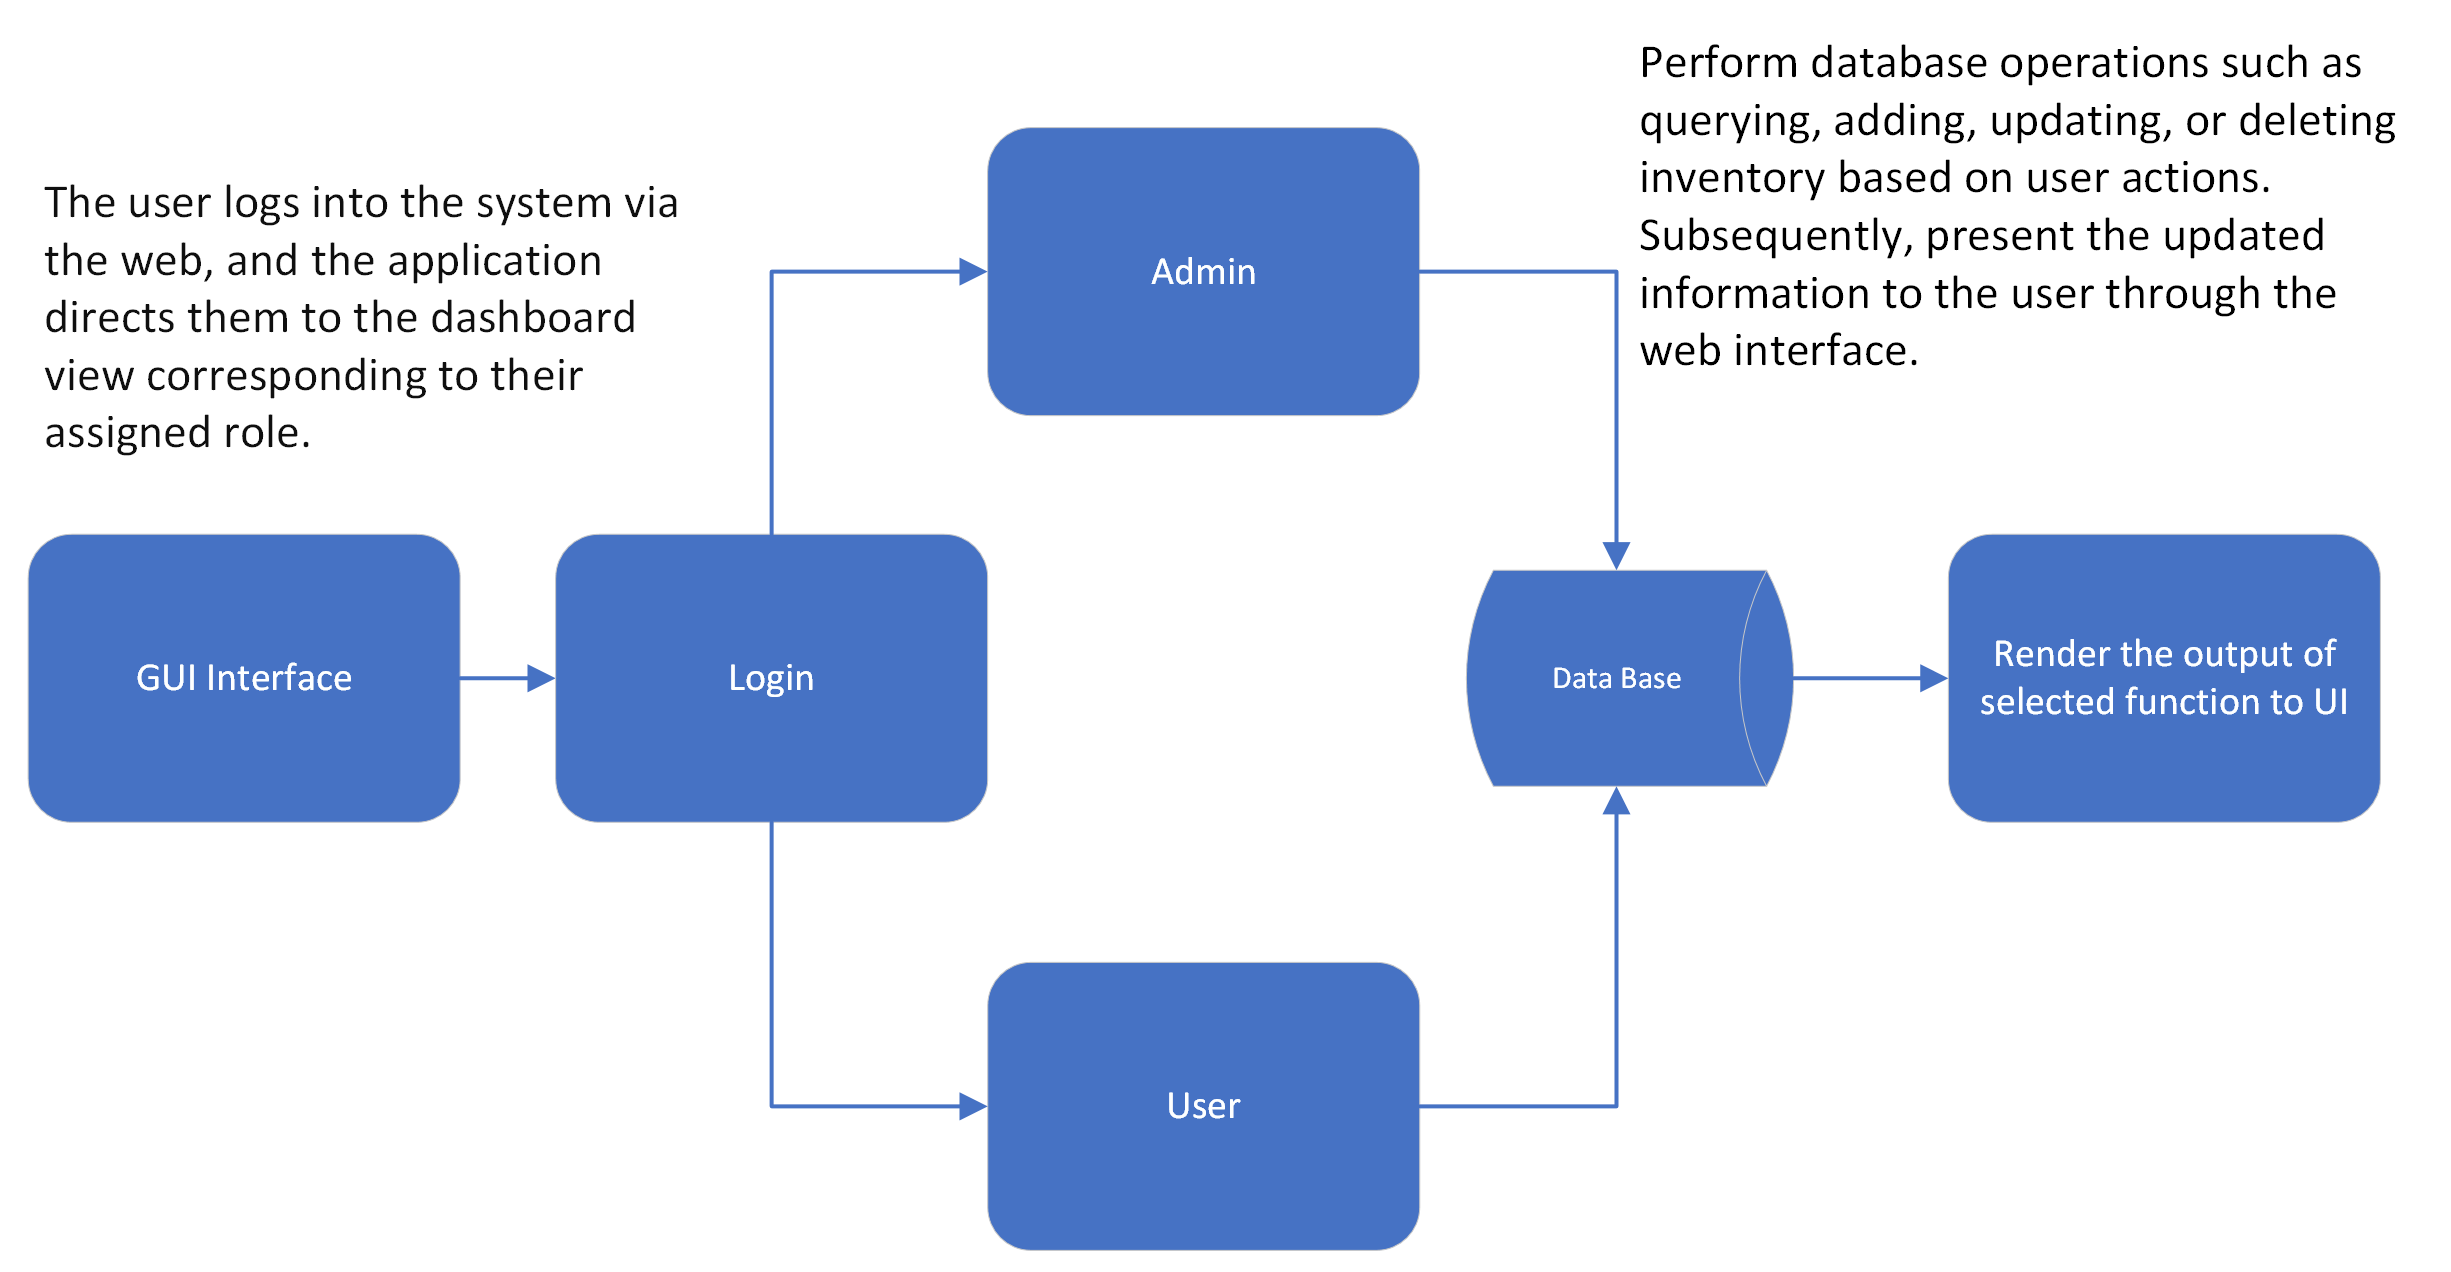 The user logs into the system via
the web, and the application
directs them to the dashboard
view corresponding to their
assigned role.
Perform database operations such as
querying, adding, updating, or deleting
inventory based on user actions.
Subsequently, present the updated
information to the user through the
web interface.
Admin
GUI Interface
Login
Data Base
Render the output of
selected function to UI
User